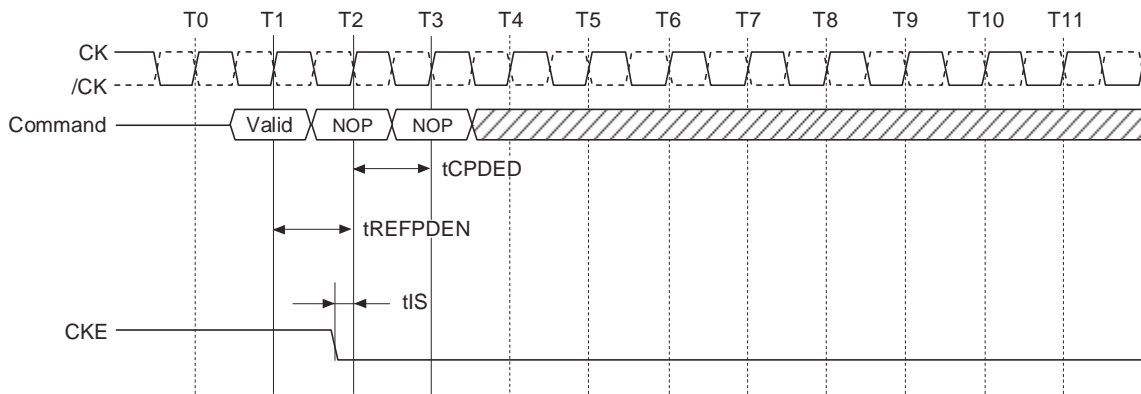 T0 T1 T2 T3 T4 T5 T6 T7 T8 T9 T10 T11
CK
/CK
Command Valid NOP NOP
tCPDED
tREFPDEN
tIS
CKE